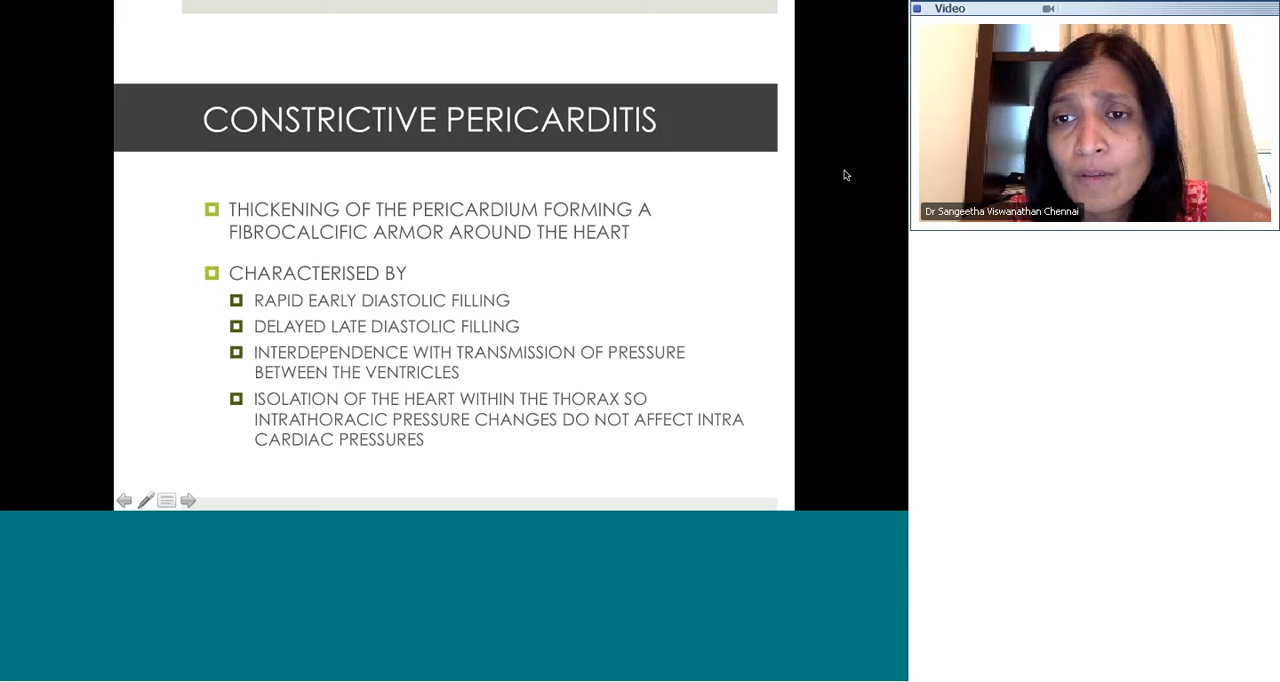 Video
CONSTRICTIVE PERICARDITIS
Dr Sangeetha Viswanathan Chennai
THICKENING OF THE PERICARDIUM FORMING A
FIBROCALCIFIC ARMOR AROUND THE HEART
CHARACTERISED BY
RAPID EARLY DIASTOLIC FILLING
DELAYED LATE DIASTOLIC FILLING
INTERDEPENDENCE WITH TRANSMISSION OF PRESSURE
BETWEEN THE VENTRICLES
ISOLATION OF THE HEART WITHIN THE THORAX SO
INTRATHORACIC PRESSURE CHANGES DO NOT AFFECT INTRA
CARDIAC PRESSURES